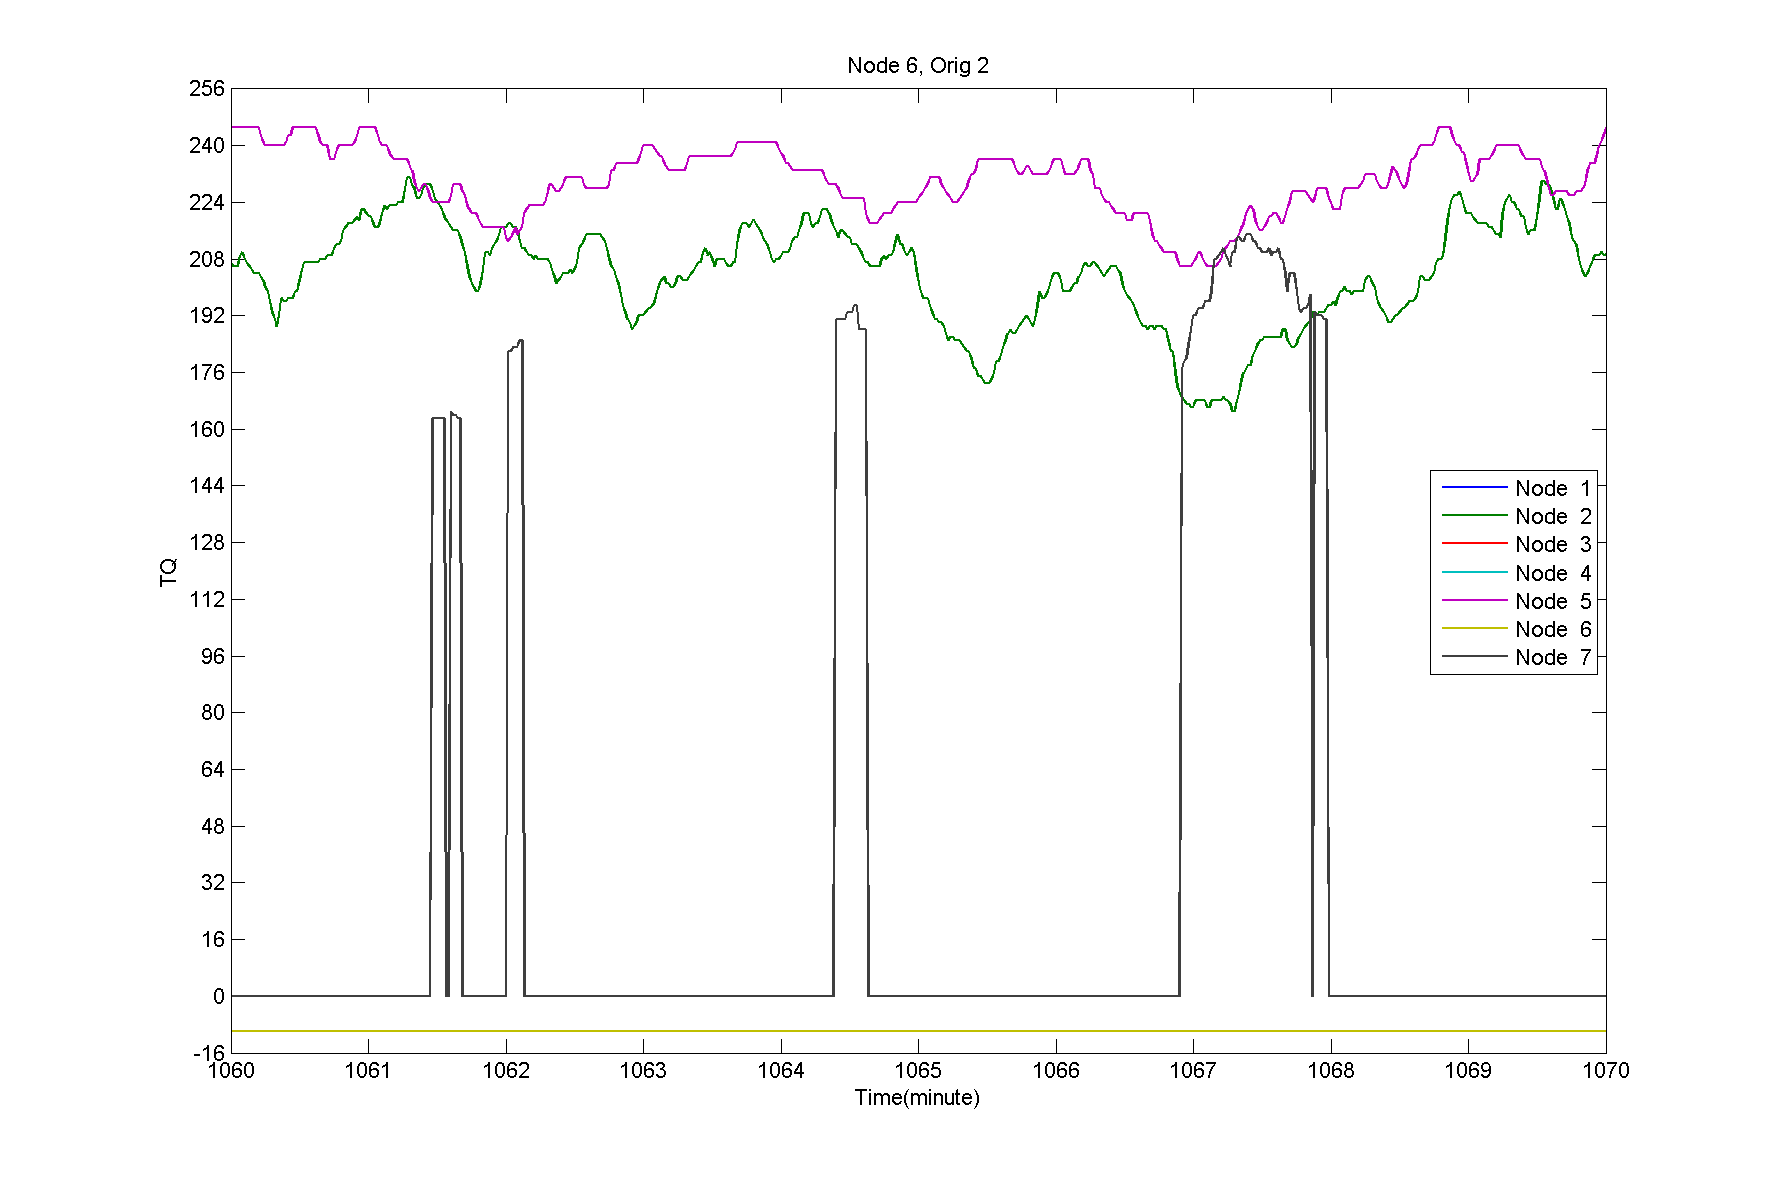 Node 6, Orig 2
256
240
224
208
192
176
160
144
128
112
96
80
64
48
32
16
0
-16
TQ
Node 1
Node 2
Node 3
Node 4
Node 5
Node 6
Node 7
1060 1061 1062 1063 1064 1065 1066 1067 1068 1069 1070
Time(minute)